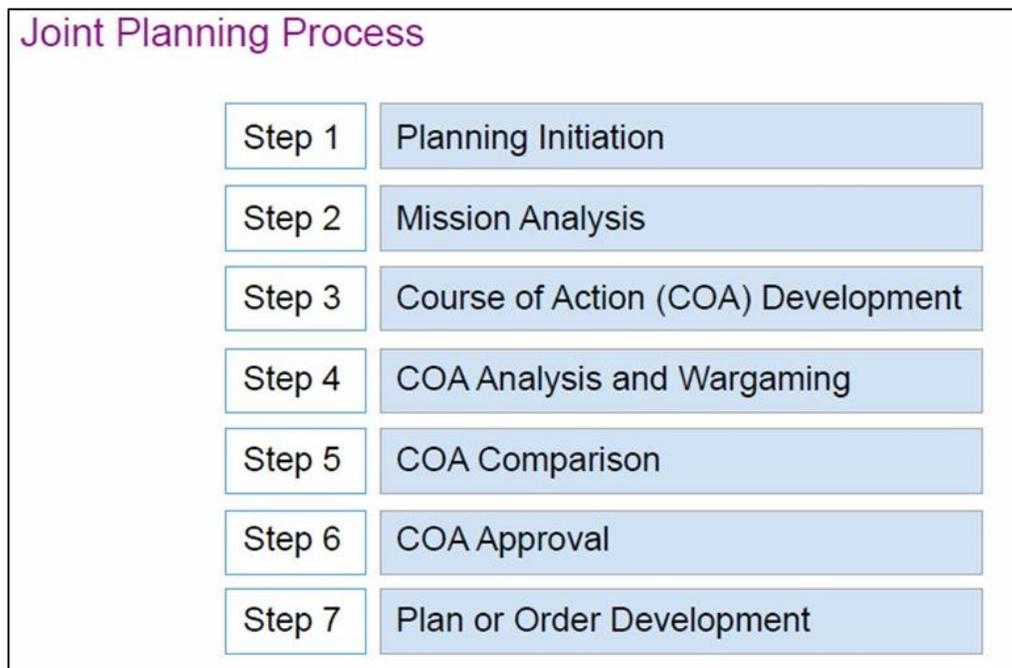 Joint Planning Process
Step 1 Planning Initiation
Step 2 Mission Analysis
Step 3 Course of Action (COA) Development
Step 4 COA Analysis and Wargaming
Step 5 COA Comparison
Step 6 COA Approval
Step 7 Plan or Order Development